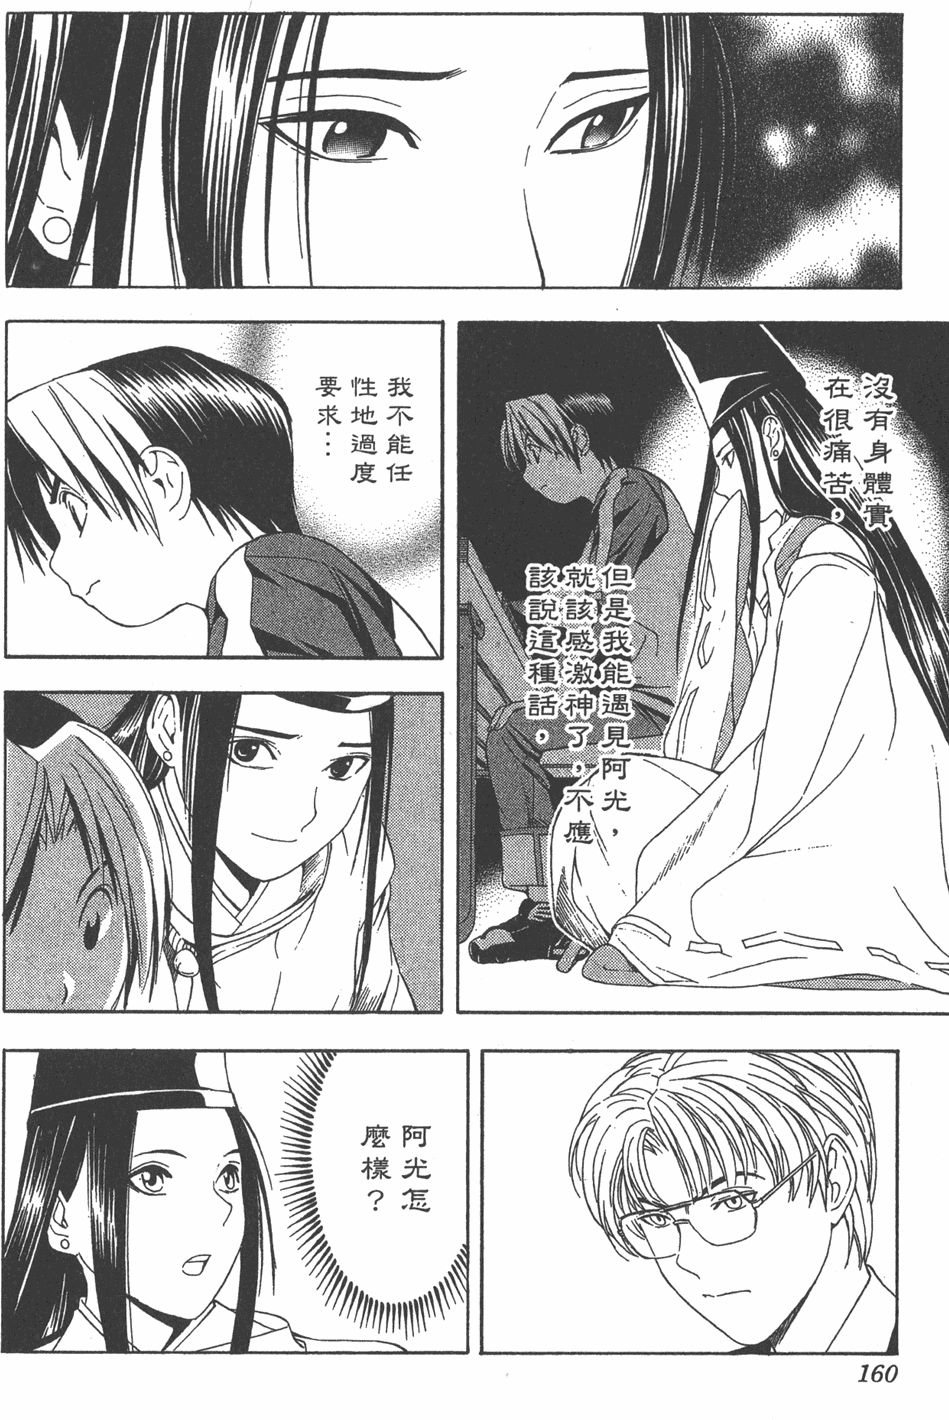 沒有身體實
在很痛苦，
但是我能遇見阿光，
就該感激神了，不應
該說這種話，
我不能任
性地過度
要求…
阿光怎
麼樣？
160